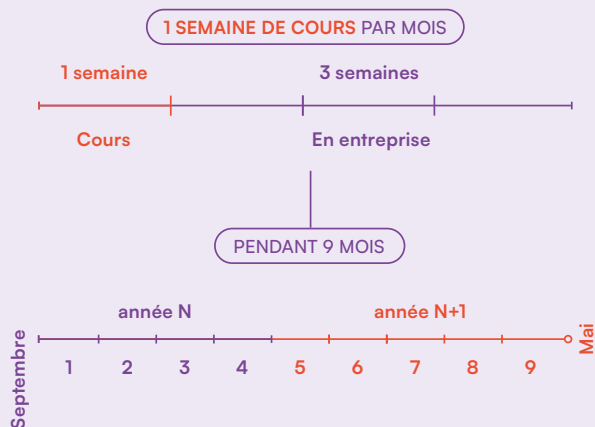 1 SEMAINE DE COURS PAR MOIS
1 semaine
3 semaines
Cours
En entreprise
PENDANT 9 MOIS
année N
année N+1
Septembre
Mai
1 2 3 4 5 6 7 8 9